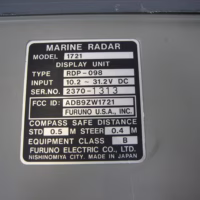 MARINE RADAR
MODEL 1721
DISPLAY UNIT
TYPE RDP-098
INPUT 10.2 - 31.2V DC
SER.NO. 2370-1313
FCC ID: ADB9ZW1721
FURUNO U.S.A., INC.
COMPASS SAFE DISTANCE
STD 0.5 M STEER 0.4 M
EQUIPMENT CLASS B
FURUNO ELECTRIC CO., LTD.
NISHINOMIYA CITY. MADE IN JAPAN